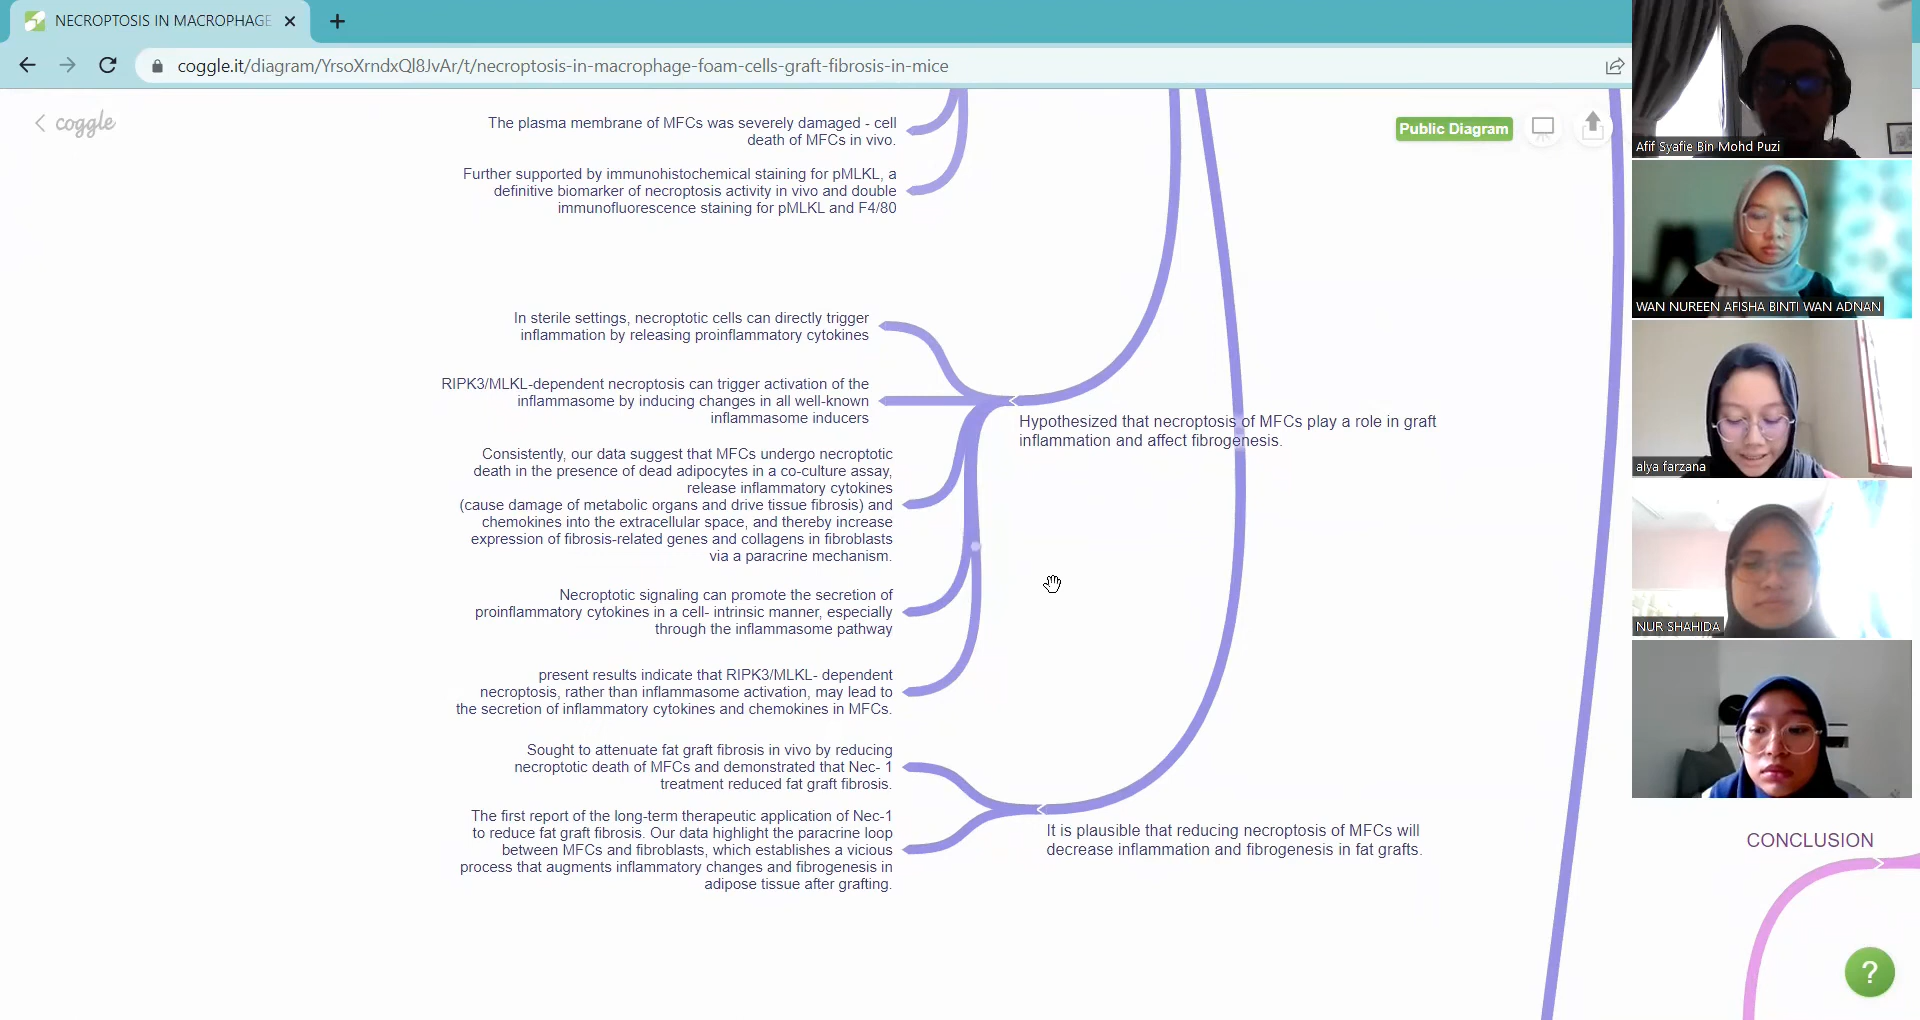 NECROPTOSIS IN MACROPHAGE
coggle.it/diagram/YrsoXrndxQl8JvAr/t/necroptosis-in-macrophage-foam-cells-graft-fibrosis-in-mice
coggle
Public Diagram
The plasma membrane of MFCs was severely damaged - cell
death of MFCs in vivo.
Further supported by immunohistochemical staining for pMLKL, a
definitive biomarker of necroptosis activity in vivo and double
immunofluorescence staining for pMLKL and F4/80
In sterile settings, necroptotic cells can directly trigger
inflammation by releasing proinflammatory cytokines
RIPK3/MLKL-dependent necroptosis can trigger activation of the
inflammasome by inducing changes in all well-known
inflammasome inducers
Consistently, our data suggest that MFCs undergo necroptotic
death in the presence of dead adipocytes in a co-culture assay,
release inflammatory cytokines
(cause damage of metabolic organs and drive tissue fibrosis) and
chemokines into the extracellular space, and thereby increase
expression of fibrosis-related genes and collagens in fibroblasts
via a paracrine mechanism.
Necroptotic signaling can promote the secretion of
proinflammatory cytokines in a cell- intrinsic manner, especially
through the inflammasome pathway
present results indicate that RIPK3/MLKL- dependent
necroptosis, rather than inflammasome activation, may lead to
the secretion of inflammatory cytokines and chemokines in MFCs.
Hypothesized that necroptosis of MFCs play a role in graft
inflammation and affect fibrogenesis.
Sought to attenuate fat graft fibrosis in vivo by reducing
necroptotic death of MFCs and demonstrated that Nec- 1
treatment reduced fat graft fibrosis.
The first report of the long-term therapeutic application of Nec-1
to reduce fat graft fibrosis. Our data highlight the paracrine loop
between MFCs and fibroblasts, which establishes a vicious
process that augments inflammatory changes and fibrogenesis in
adipose tissue after grafting.
It is plausible that reducing necroptosis of MFCs will
decrease inflammation and fibrogenesis in fat grafts.
Afif Syafie Bin Mohd Puzi
WAN NUREEN AFISHA BINTI WAN ADNAN
alya farzana
NUR SHAHIDA
CONCLUSION
?